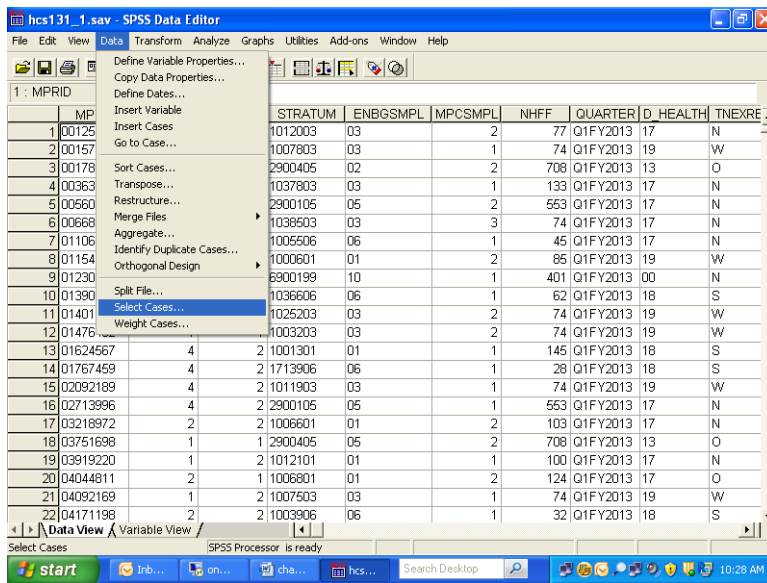 hcs131_1.sav - SPSS Data Editor
File Edit View Data Transform Analyze Graphs Utilities Add-ons Window Help
Define Variable Properties...
Copy Data Properties...
Define Dates...
Insert Variable
Insert Cases
Go to Case...
Sort Cases...
Transpose...
Restructure...
Merge Files
Aggregate...
Identify Duplicate Cases...
Orthogonal Design
Split File...
Select Cases...
Weight Cases...
1 : MPRID
MP STRATUM ENBGSMPL MPCSMPL NHFF QUARTER D_HEALTH TNEXRE
1 00125 1012003 03 2 77 Q1FY2013 17 N
2 00157 1007803 03 1 74 Q1FY2013 19 W
3 00178 2900405 02 2 708 Q1FY2013 13 O
4 00363 1037803 03 1 133 Q1FY2013 17 N
5 00560 2900105 05 2 553 Q1FY2013 17 N
6 00668 1038503 03 3 74 Q1FY2013 17 N
7 01106 1005506 06 1 45 Q1FY2013 17 N
8 01154 1000601 01 2 85 Q1FY2013 19 W
9 01230 6900199 10 1 401 Q1FY2013 00 N
10 01390 1036606 06 1 62 Q1FY2013 18 S
11 01401 1025203 03 2 74 Q1FY2013 19 W
12 01476 1003203 03 2 74 Q1FY2013 19 W
13 01624567 4 2 1001301 01 1 145 Q1FY2013 18 S
14 01767459 4 2 1713906 06 1 28 Q1FY2013 18 S
15 02092189 4 2 1011903 03 1 74 Q1FY2013 19 W
16 02713996 4 2 2900105 05 1 553 Q1FY2013 17 N
17 03218972 2 2 1006601 01 2 103 Q1FY2013 17 N
18 03751698 1 1 2900405 05 2 708 Q1FY2013 13 O
19 03919220 1 2 1012101 01 1 100 Q1FY2013 17 N
20 04044811 2 1 1006801 01 2 124 Q1FY2013 17 O
21 04092169 1 2 1007503 03 1 74 Q1FY2013 19 W
22 04171198 2 2 1003906 06 1 32 Q1FY2013 18 S
Data View Variable View
Select Cases SPSS Processor is ready
start Inb... on... cha... hcs... Search Desktop 10:28 AM